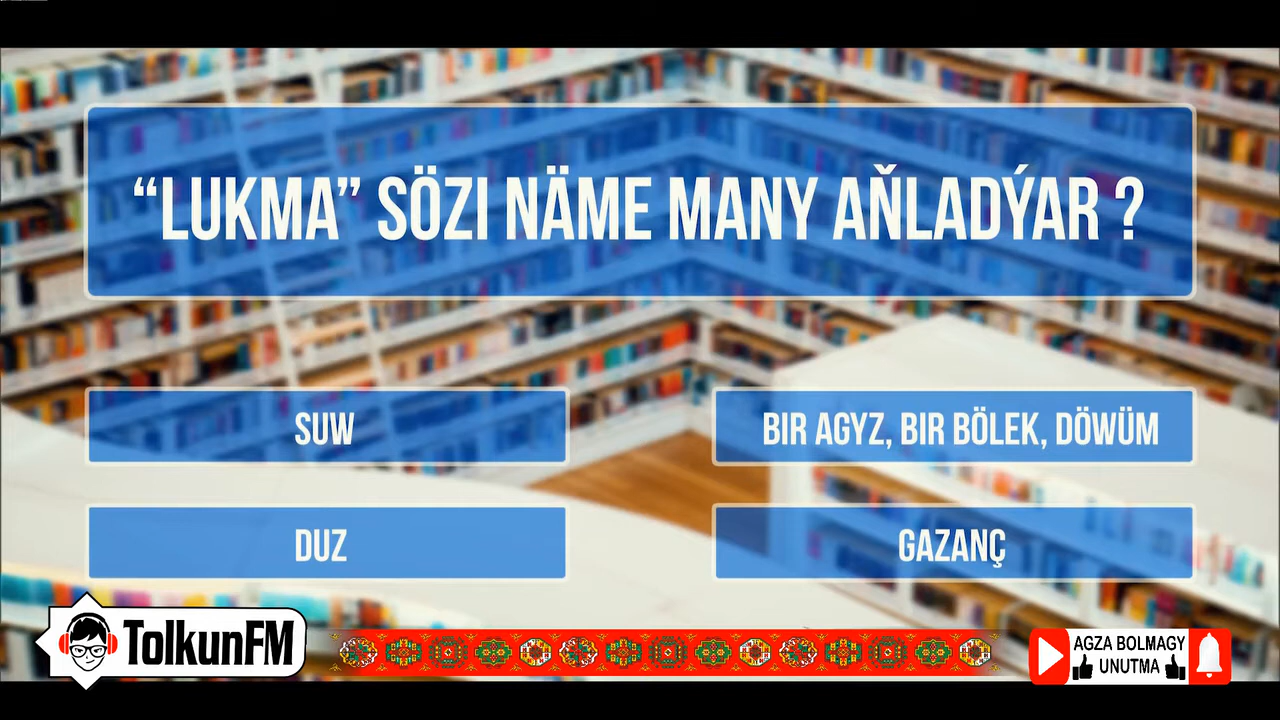 “LUKMA” SÖZI NÄME MANY AŇLADÝAR ?
SUW
BIR AGYZ, BIR BÖLEK, DÖWÜM
DUZ
GAZANÇ
TolkunFM
AGZA BOLMAGY
UNUTMA